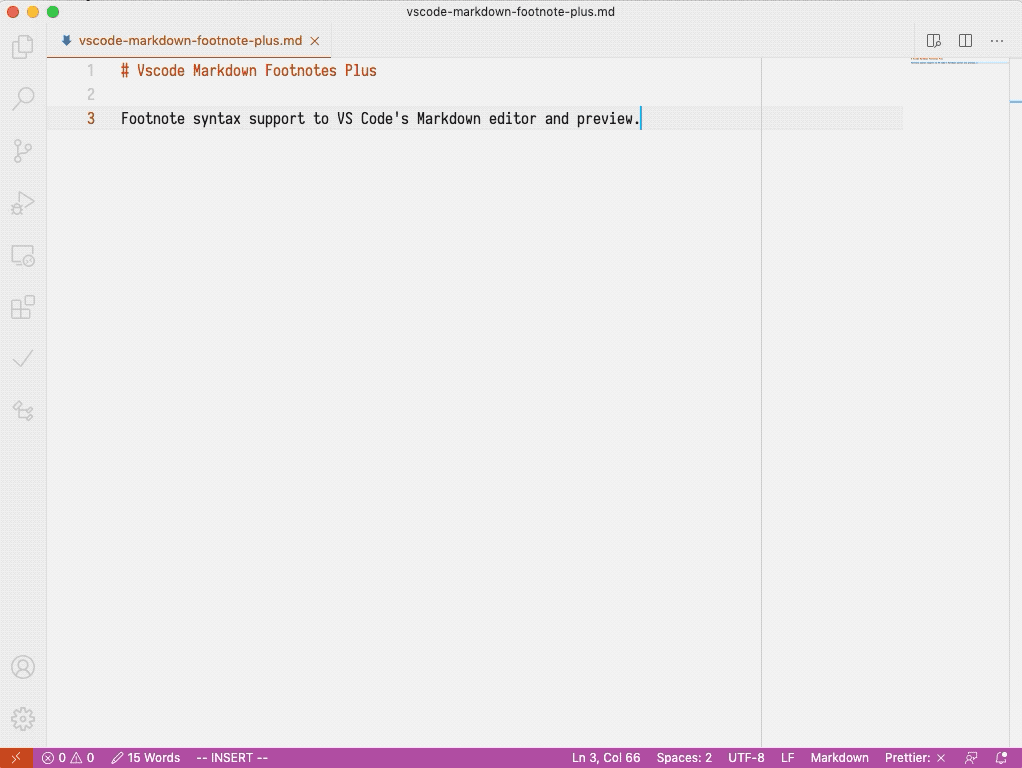 vscode-markdown-footnote-plus.md
vscode-markdown-footnote-plus.md
1 # Vscode Markdown Footnotes Plus
2
3 Footnote syntax support to VS Code's Markdown editor and preview.
0 0 15 Words -- INSERT -- Ln 3, Col 66 Spaces: 2 UTF-8 LF Markdown Prettier: ×